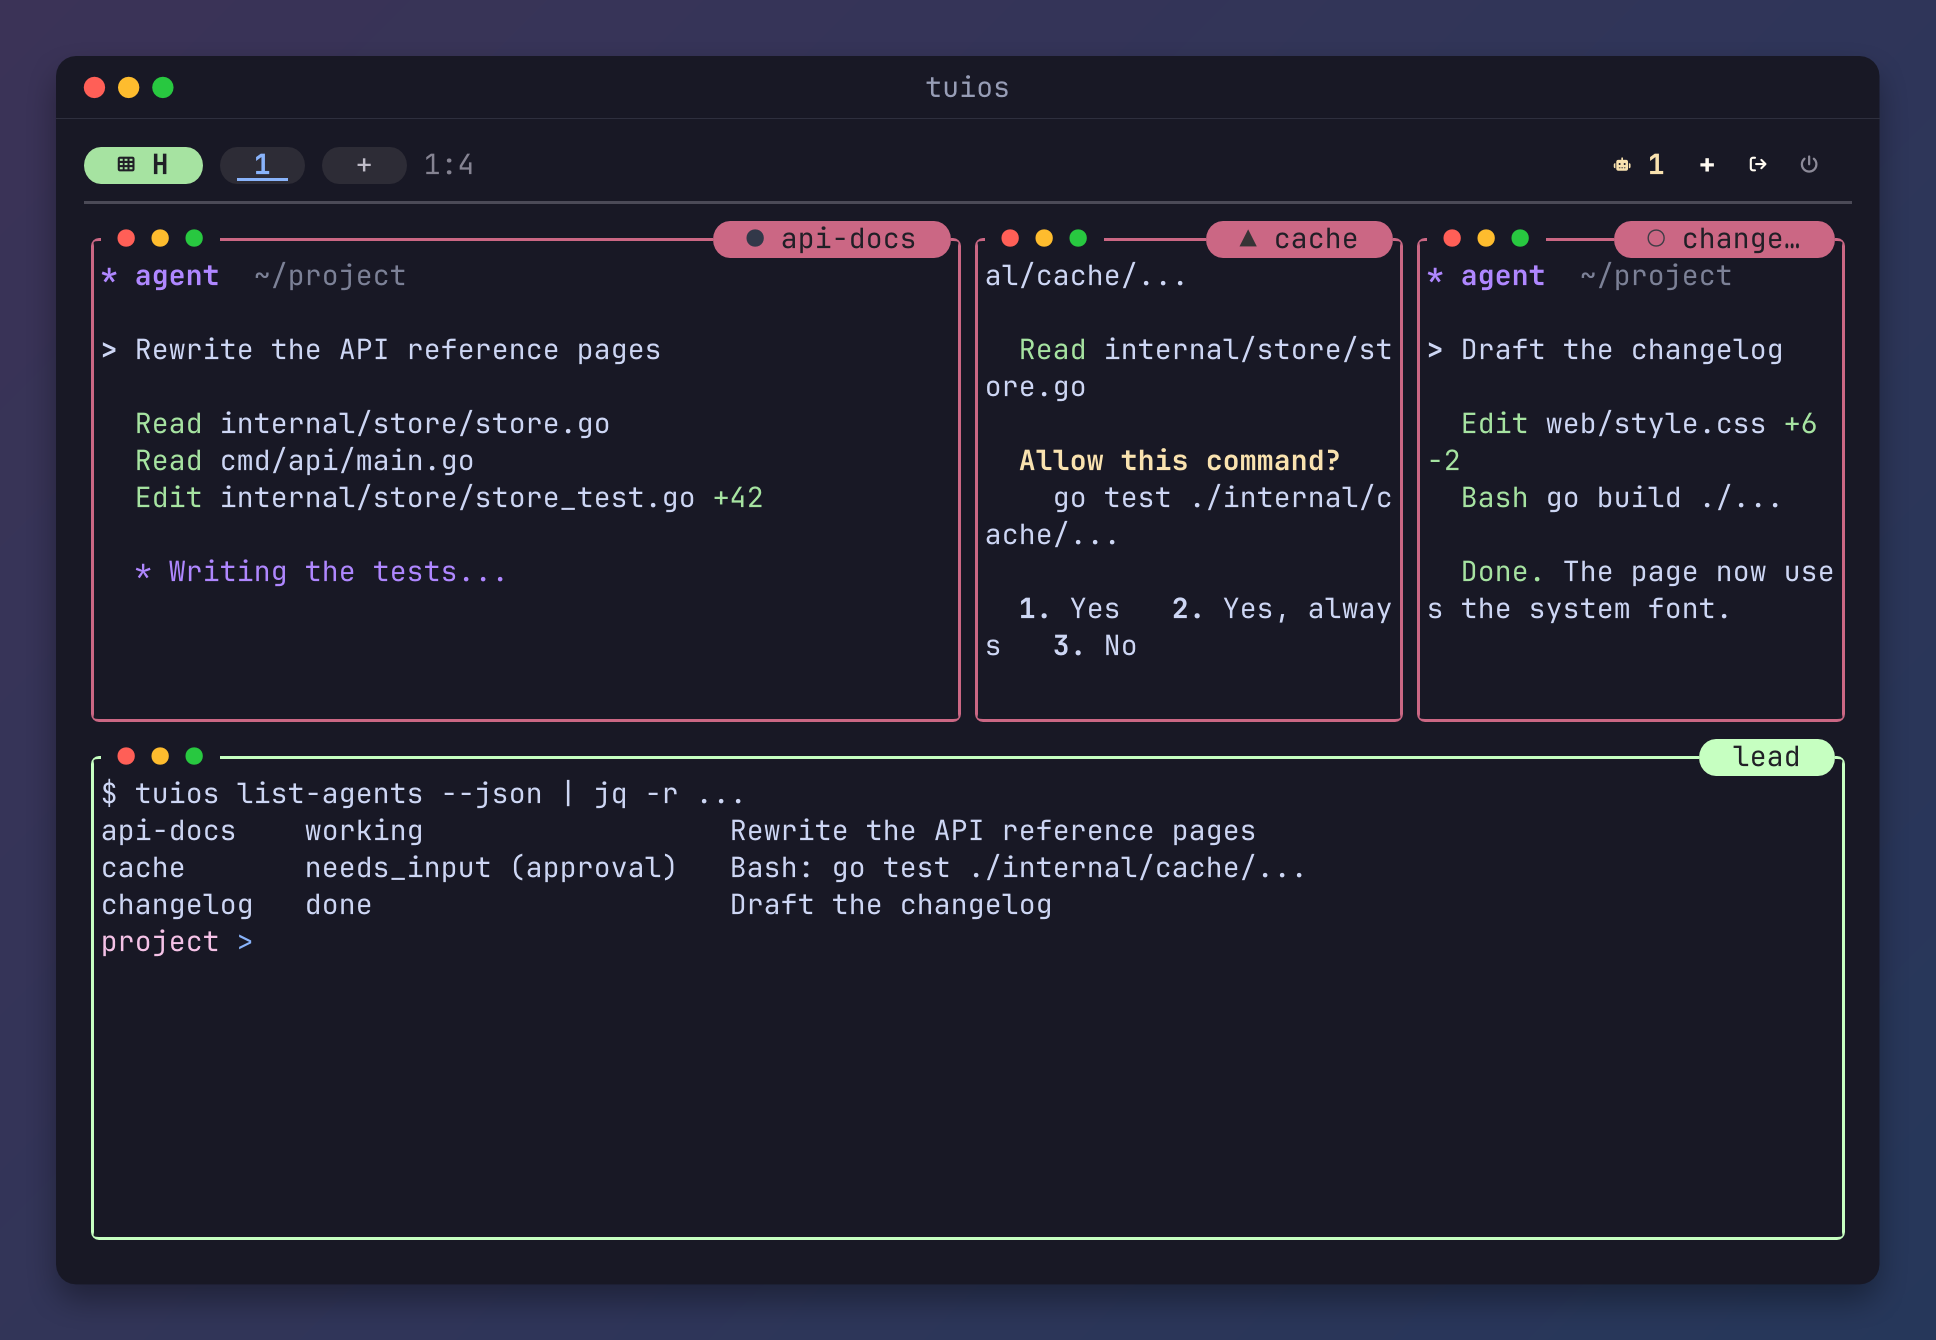 tuios
H 1 + 1:4 1 +
api-docs
* agent ~/project
> Rewrite the API reference pages
Read internal/store/store.go
Read cmd/api/main.go
Edit internal/store/store_test.go +42
* Writing the tests...
cache
al/cache/...
Read internal/store/st
ore.go
Allow this command?
go test ./internal/c
ache/...
1. Yes 2. Yes, alway
s 3. No
change…
* agent ~/project
> Draft the changelog
Edit web/style.css +6
-2
Bash go build ./...
Done. The page now use
s the system font.
lead
$ tuios list-agents --json | jq -r ...
api-docs working Rewrite the API reference pages
cache needs_input (approval) Bash: go test ./internal/cache/...
changelog done Draft the changelog
project >